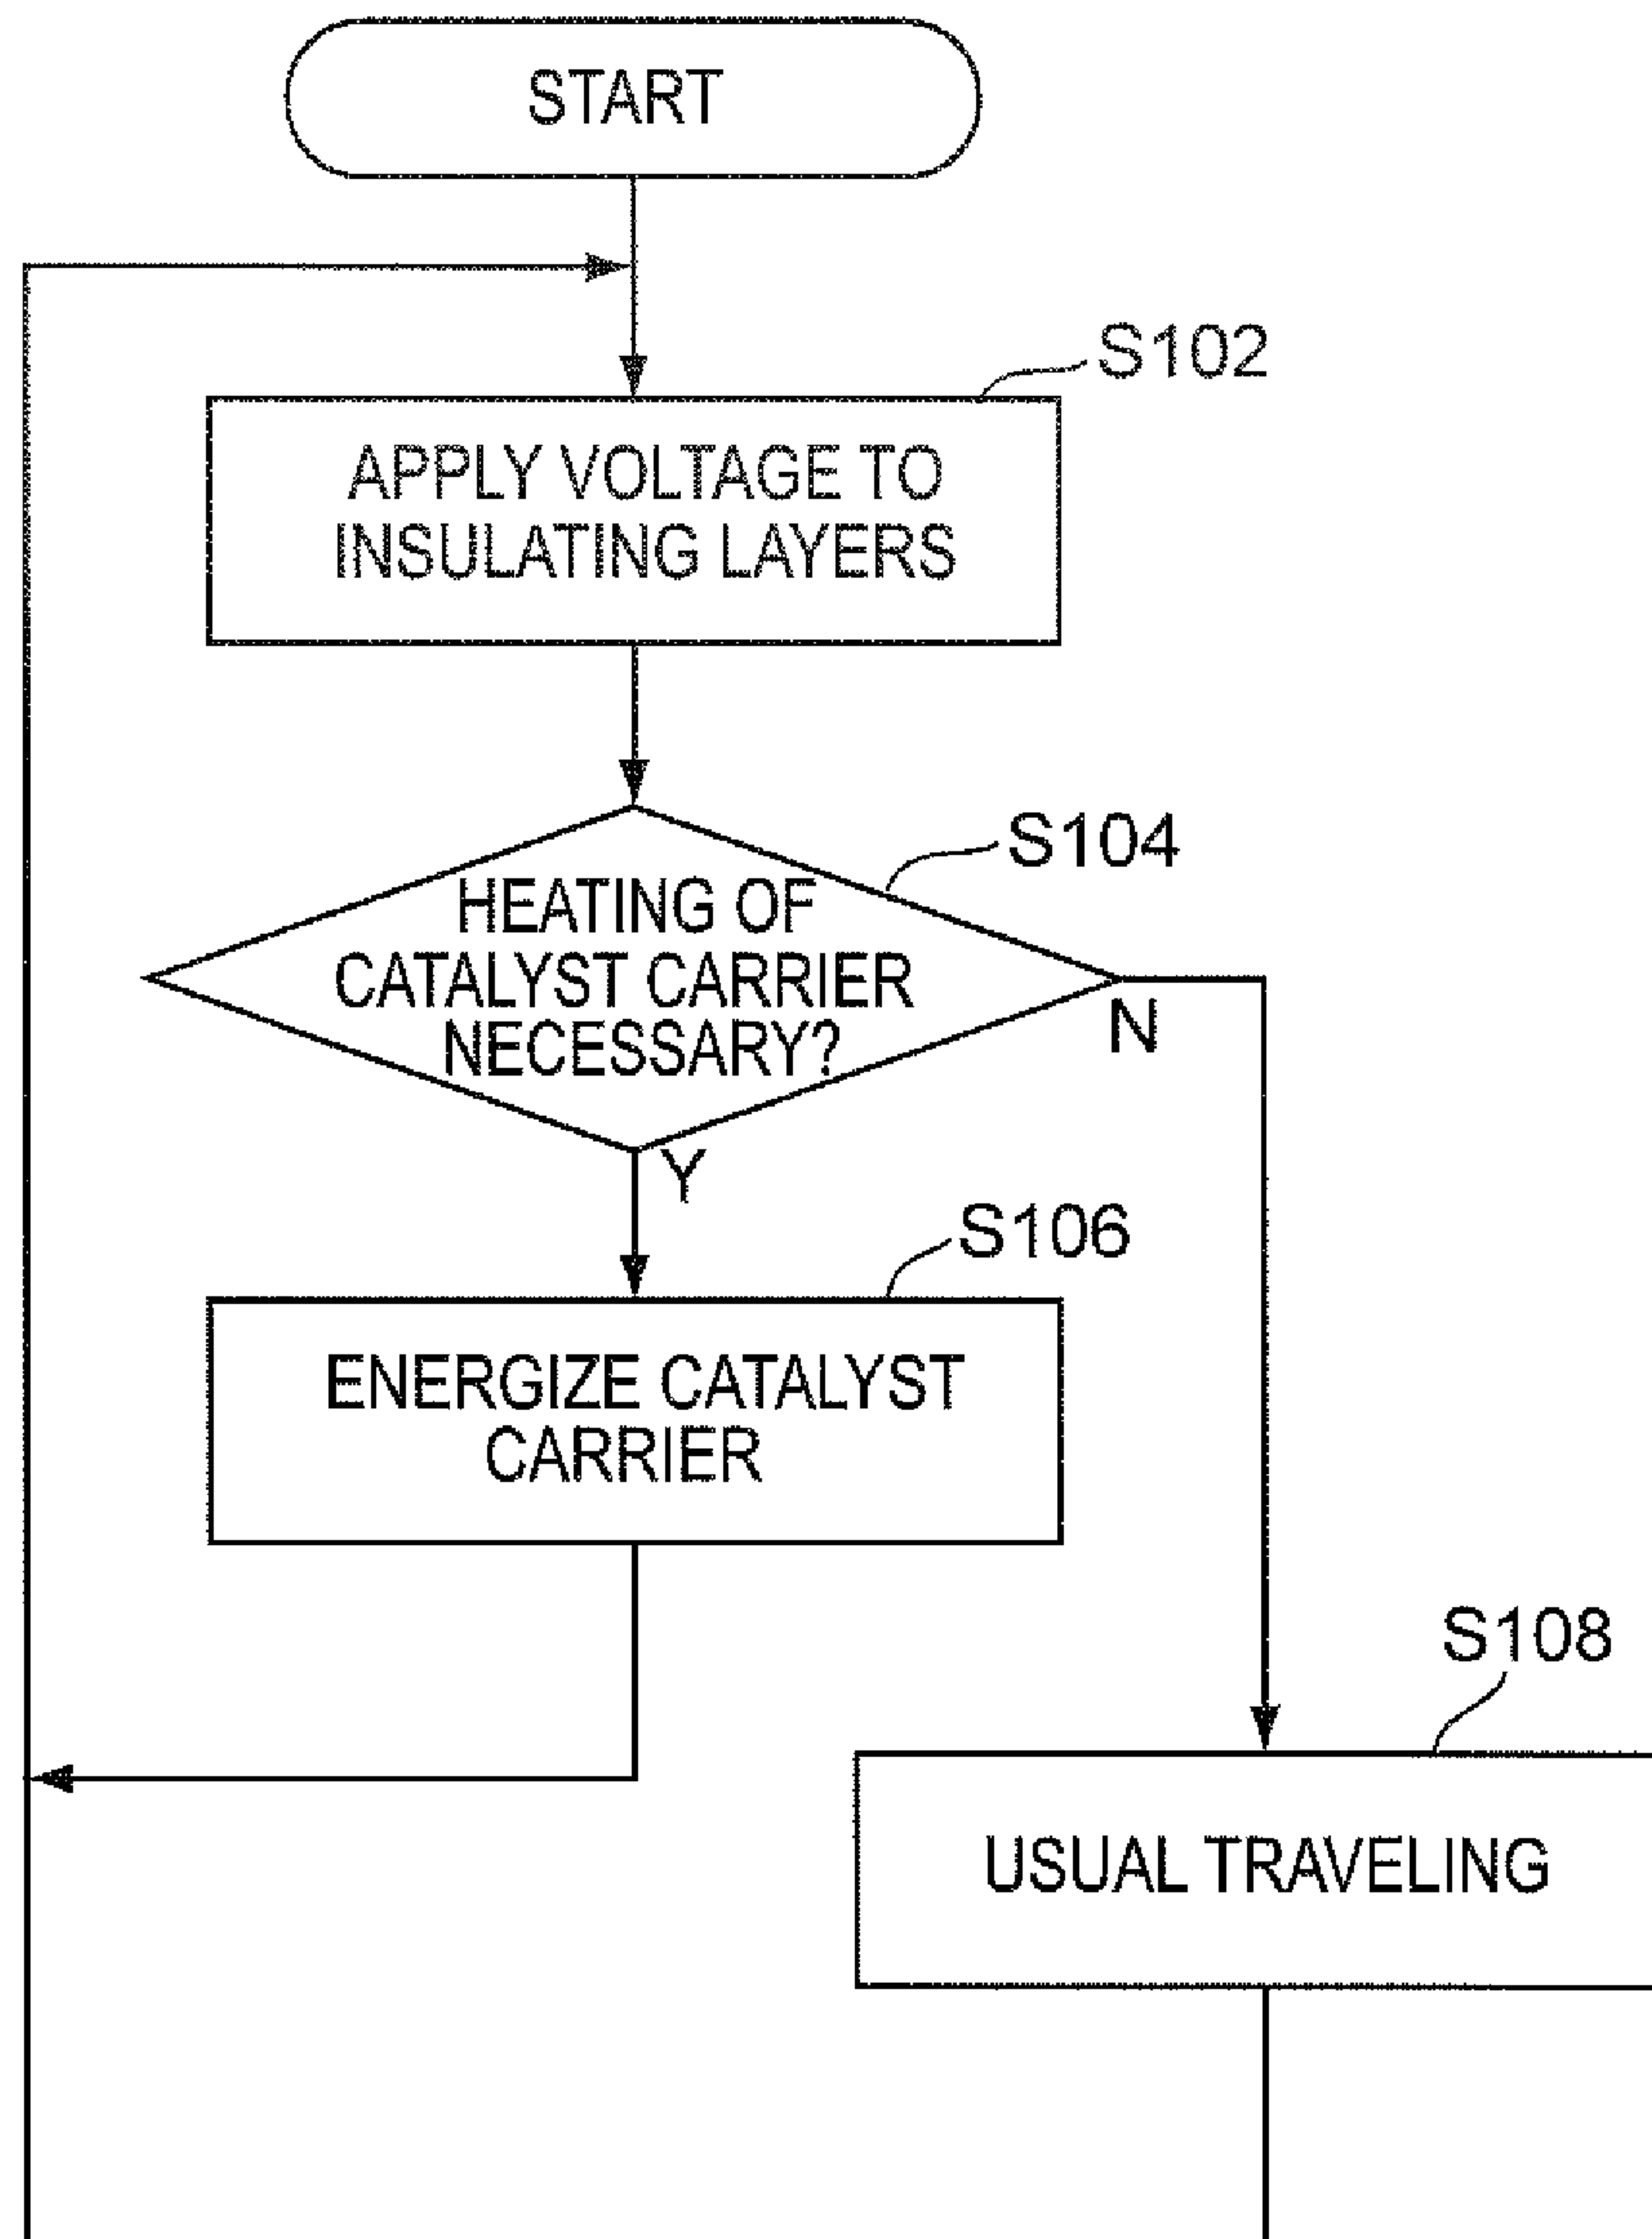 START
S102
APPLY VOLTAGE TO
INSULATING LAYERS
S104
HEATING OF
CATALYST CARRIER
NECESSARY?
N
Y
S106
ENERGIZE CATALYST
CARRIER
S108
USUAL TRAVELING